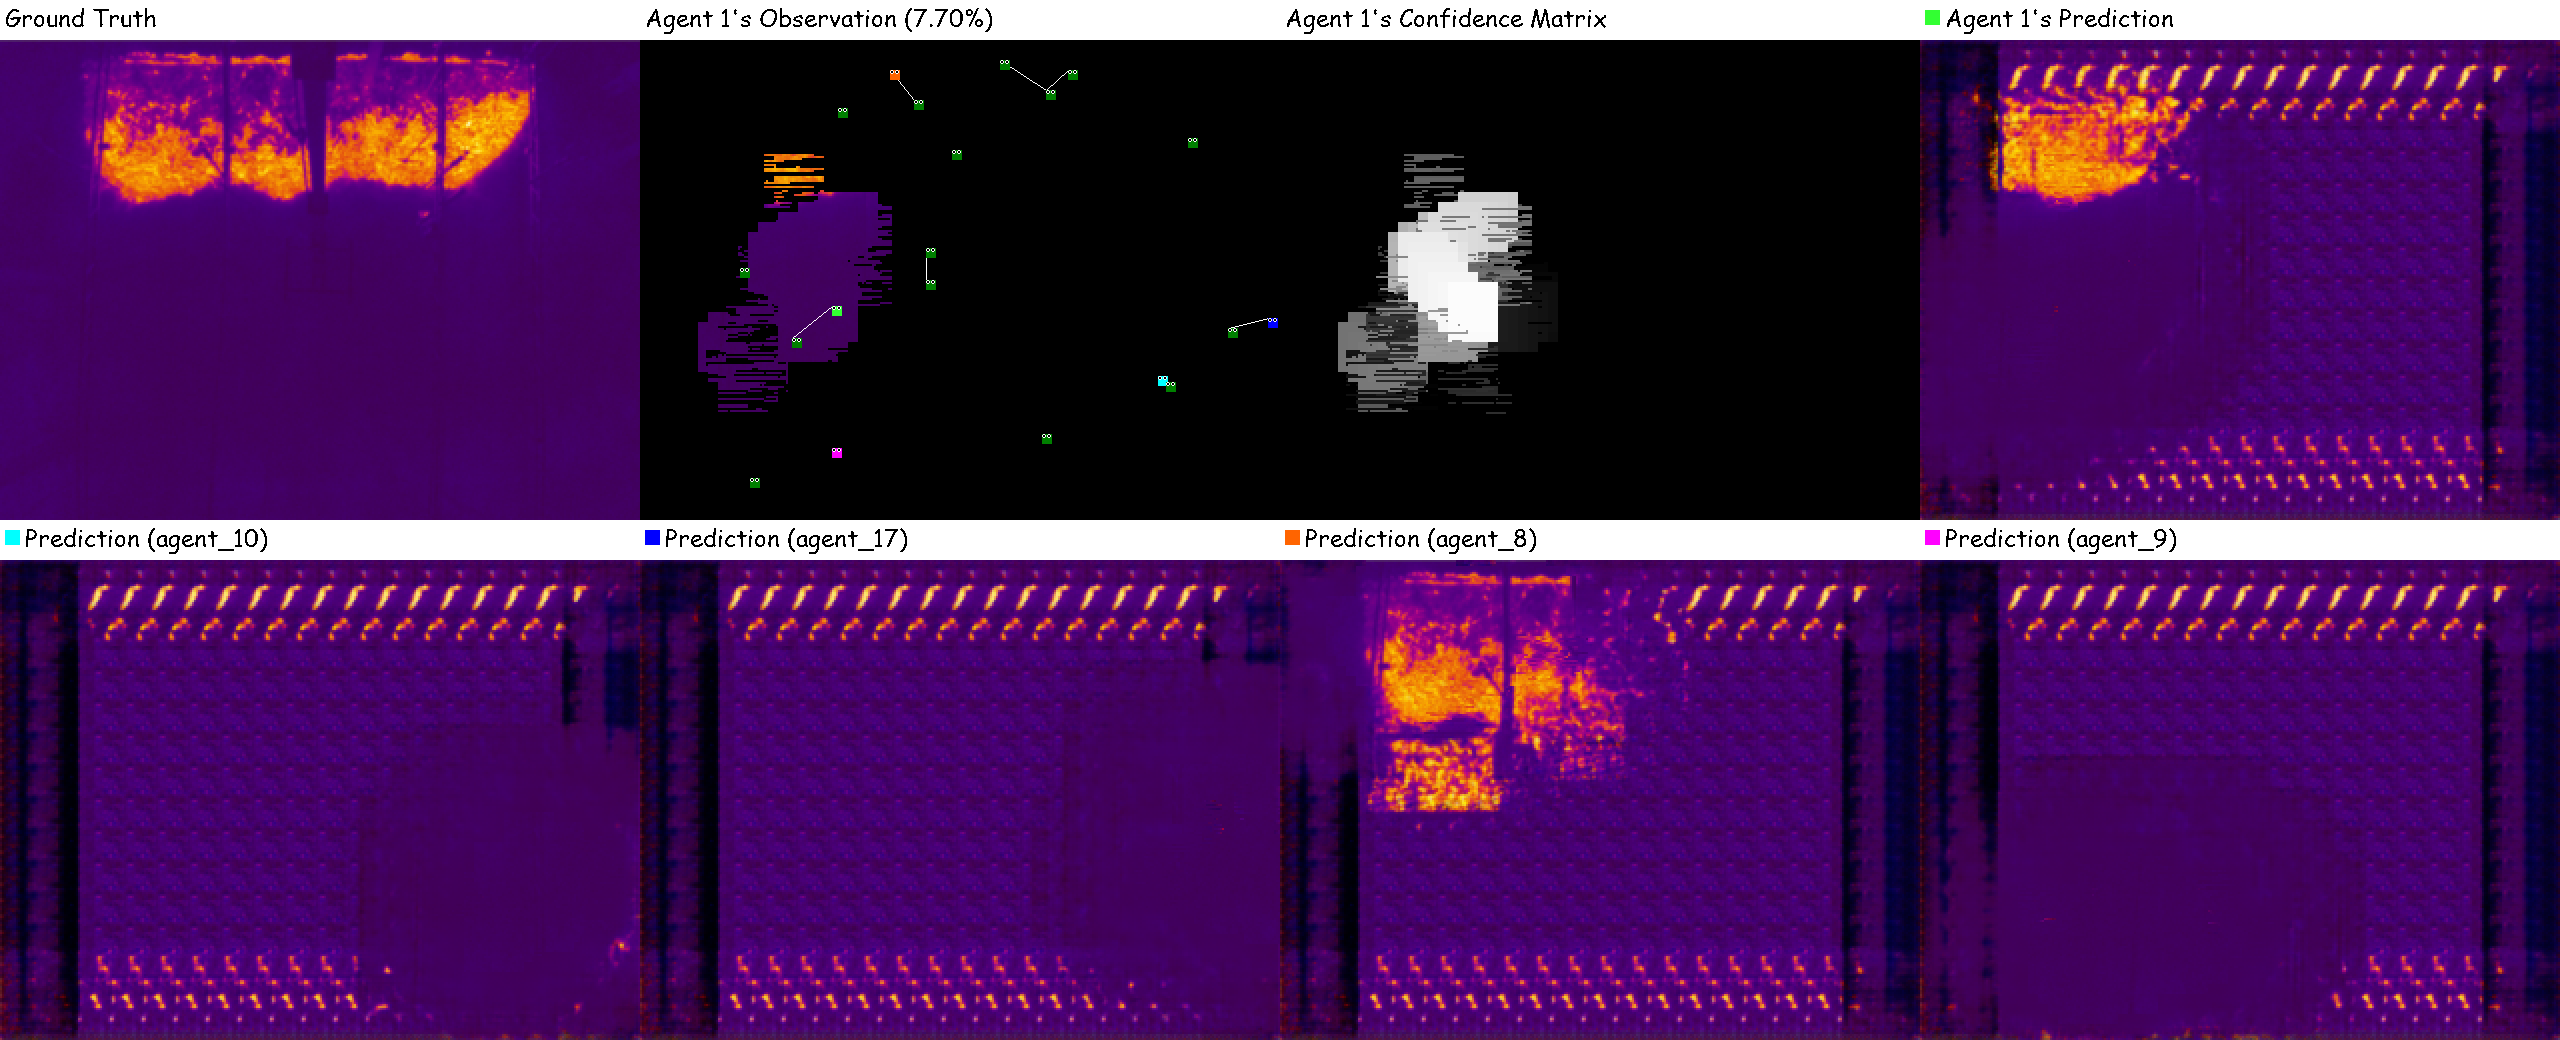 Ground Truth
Agent 1's Observation (7.70%)
Agent 1's Confidence Matrix
Agent 1's Prediction
Prediction (agent_10)
Prediction (agent_17)
Prediction (agent_8)
Prediction (agent_9)